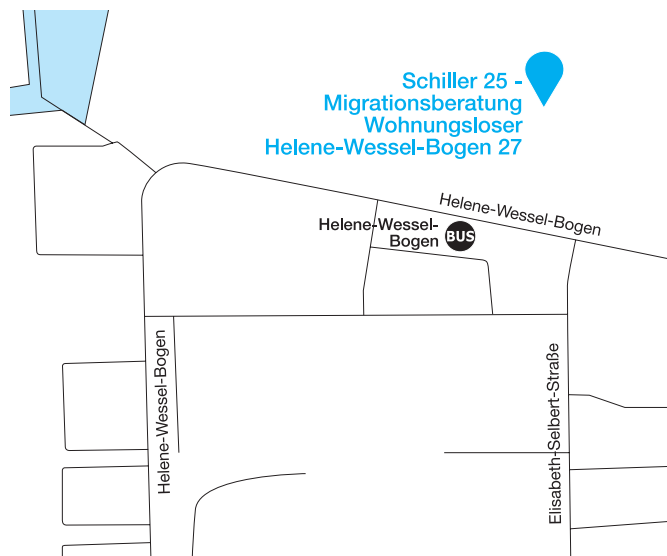 Schiller 25 -
Migrationsberatung
Wohnungsloser
Helene-Wessel-Bogen 27
Helene-Wessel-Bogen
Helene-Wessel-
Bogen
BUS
Helene-Wessel-Bogen
Elisabeth-Selbert-Straße